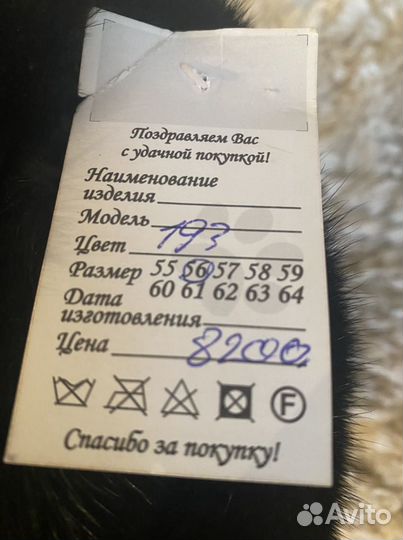 Поздравляем Вас
с удачной покупкой!
Наименование
изделия
Модель 193
Цвет
Размер 55 56 57 58 59
60 61 62 63 64
Дата
изготовления
Цена 8200
F
Спасибо за покупку!
Avito